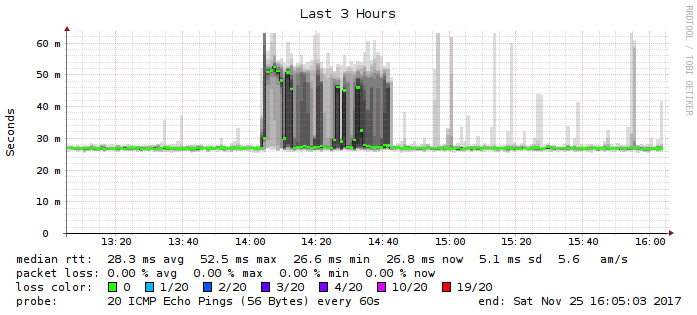 Last 3 Hours
RRDTOOL / TOBI OETIKER
Seconds
60 m
50 m
40 m
30 m
20 m
10 m
0
13:20 13:40 14:00 14:20 14:40 15:00 15:20 15:40 16:00
median rtt: 28.3 ms avg 52.5 ms max 26.6 ms min 26.8 ms now 5.1 ms sd 5.6 am/s
packet loss: 0.00 % avg 0.00 % max 0.00 % min 0.00 % now
loss color: 0 1/20 2/20 3/20 4/20 10/20 19/20
probe: 20 ICMP Echo Pings (56 Bytes) every 60s end: Sat Nov 25 16:05:03 2017